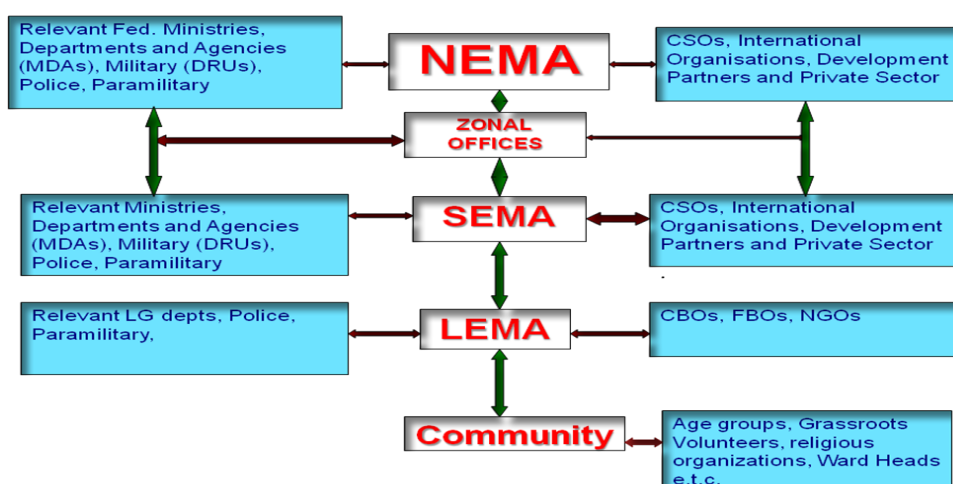 Relevant Fed. Ministries,
Departments and Agencies
(MDAs), Military (DRUs),
Police, Paramilitary
NEMA
CSOs, International
Organisations, Development
Partners and Private Sector
ZONAL
OFFICES
Relevant Ministries,
Departments and Agencies
(MDAs), Military (DRUs),
Police, Paramilitary
SEMA
CSOs, International
Organisations, Development
Partners and Private Sector
.
Relevant LG depts, Police,
Paramilitary,
LEMA
CBOs, FBOs, NGOs
Community
Age groups, Grassroots
Volunteers, religious
organizations, Ward Heads
e.t.c.